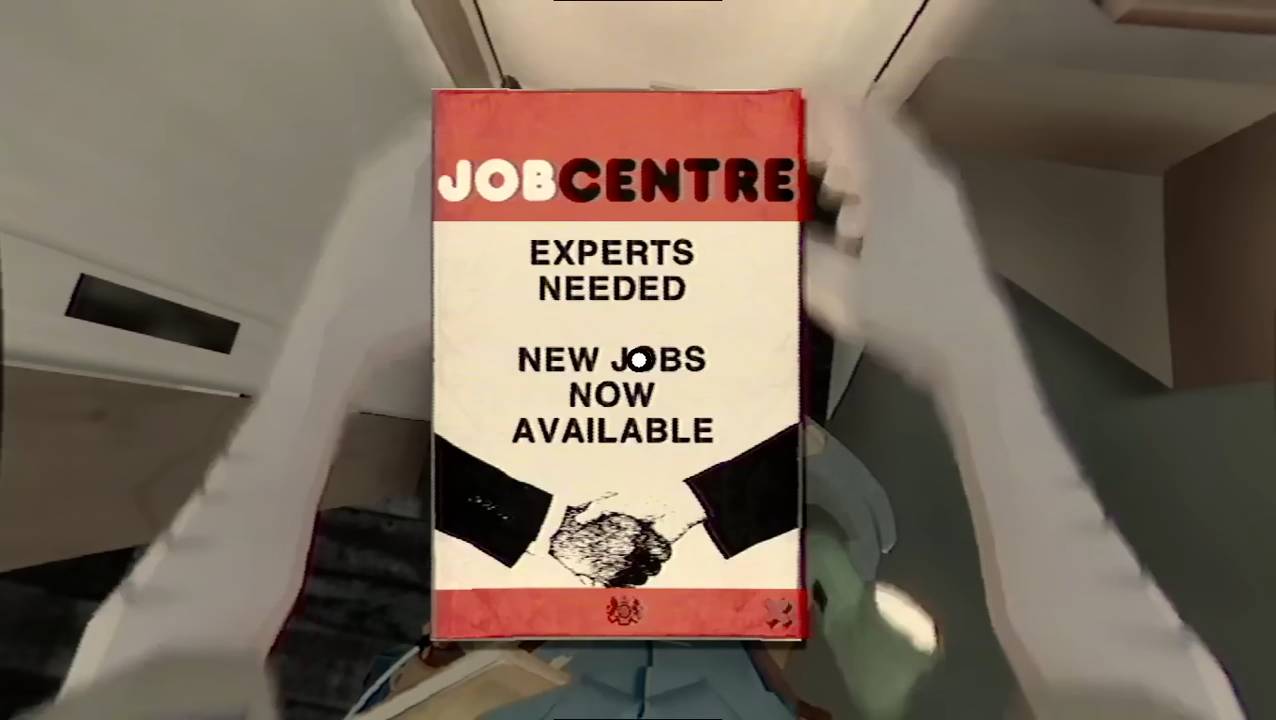 JOBCENTRE
EXPERTS
NEEDED
NEW JOBS
NOW
AVAILABLE